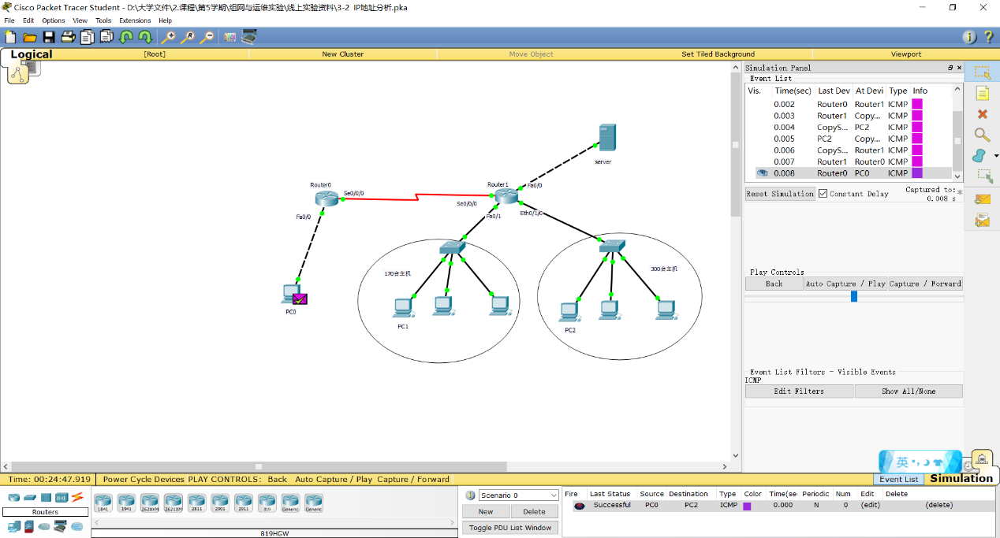 Cisco Packet Tracer Student - D:\大学文件\2.课程\第5学期\组网与运维实验\线上实验资料\3-2 IP地址分析.pka
File Edit Options View Tools Extensions Help
Logical [Root] New Cluster Move Object Set Tiled Background Viewport
Simulation Panel
Event List
Vis. Time(sec) Last Dev At Devi Type Info
0.002 Router0 Router1 ICMP
0.003 Router1 Copy... ICMP
0.004 CopyS... PC2 ICMP
0.005 PC2 Copy... ICMP
0.006 CopyS... Router1 ICMP
0.007 Router1 Router0 ICMP
0.008 Router0 PC0 ICMP
Reset Simulation Constant Delay Captured to: *
0.008 s
Play Controls
Back Auto Capture / Play Capture / Forward
Event List Filters - Visible Events
ICMP
Edit Filters Show All/None
server
Router0
Se0/0/0
Fa0/0
Router1
Fa0/0
Se0/0/0
Fa0/1
Eth0/1/0
170台主机
300台主机
PC0
PC1
PC2
英
Event List Simulation
Time: 00:24:47.919 Power Cycle Devices PLAY CONTROLS: Back Auto Capture / Play Capture / Forward
Routers
1841 1941 2620XM 2621XM 2811 2901 2911 819 Generic Generic
819HGW
Scenario 0
New Delete
Toggle PDU List Window
Fire Last Status Source Destination Type Color Time(sec Periodic Num Edit Delete
Successful PC0 PC2 ICMP 0.000 N 0 (edit) (delete)